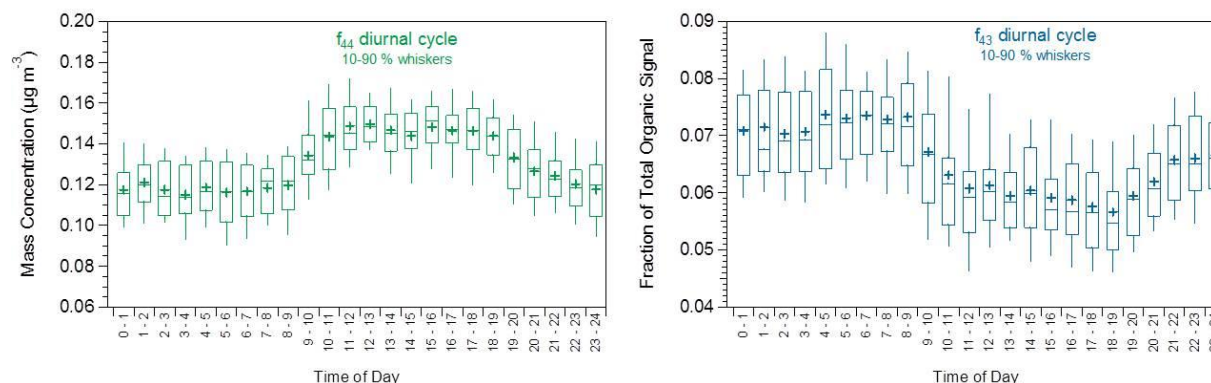 f44 diurnal cycle
10-90 % whiskers
Mass Concentration (µg m⁻³)
0.20
0.18
0.16
0.14
0.12
0.10
0.08
0.06
0 - 1
1 - 2
2 - 3
3 - 4
4 - 5
5 - 6
6 - 7
7 - 8
8 - 9
9 - 10
10 - 11
11 - 12
12 - 13
13 - 14
14 - 15
15 - 16
16 - 17
17 - 18
18 - 19
19 - 20
20 - 21
21 - 22
22 - 23
23 - 24
Time of Day
f43 diurnal cycle
10-90 % whiskers
Fraction of Total Organic Signal
0.09
0.08
0.07
0.06
0.05
0.04
0 - 1
1 - 2
2 - 3
3 - 4
4 - 5
5 - 6
6 - 7
7 - 8
8 - 9
9 - 10
10 - 11
11 - 12
12 - 13
13 - 14
14 - 15
15 - 16
16 - 17
17 - 18
18 - 19
19 - 20
20 - 21
21 - 22
22 - 23
Time of Day